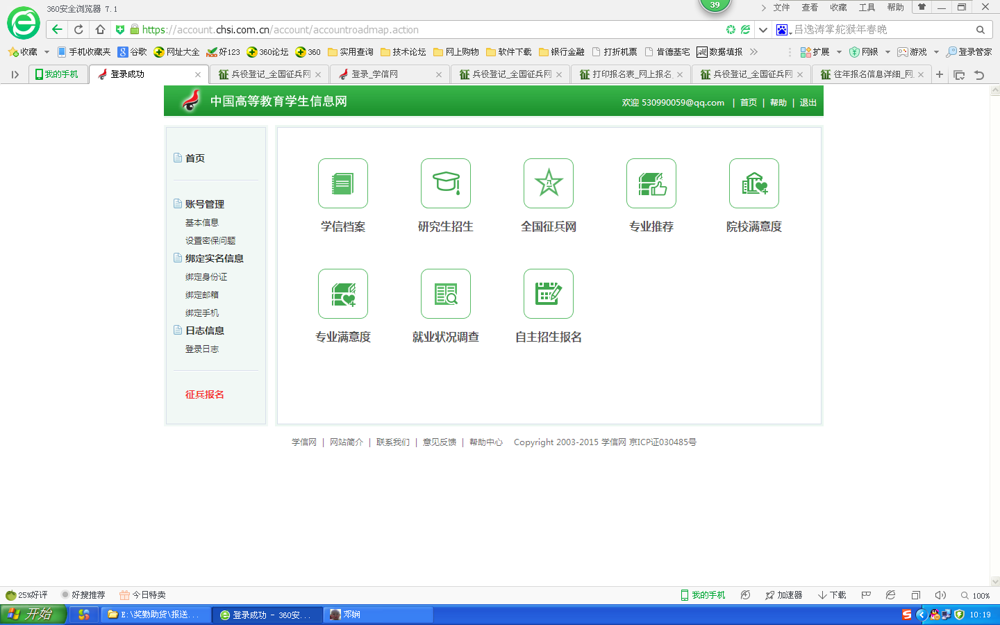 360安全浏览器 7.1
39
文件 查看 收藏 工具 帮助
https://account.chsi.com.cn/account/accountroadmap.action
吕逸涛掌舵猴年春晚
收藏 手机收藏夹 谷歌 网址大全 好123 360论坛 360 实用查询 技术论坛 网上购物 软件下载 银行金融 打折机票 肯德基宅 数据填报 扩展 网银 游戏 登录管家
我的手机 登录成功 兵役登记_全国征兵网 登录_学信网 兵役登记_全国征兵网 打印报名表_网上报名 兵役登记_全国征兵网 往年报名信息详细_网
中国高等教育学生信息网
欢迎 530990059@qq.com | 首页 | 帮助 | 退出
首页
账号管理
基本信息
设置密保问题
绑定实名信息
绑定身份证
绑定邮箱
绑定手机
日志信息
登录日志
征兵报名
学信档案 研究生招生 全国征兵网 专业推荐 院校满意度
专业满意度 就业状况调查 自主招生报名
学信网 | 网站简介 | 联系我们 | 意见反馈 | 帮助中心 Copyright 2003-2015 学信网 京ICP证030485号
25%好评 好搜推荐 今日特卖 我的手机 加速器 下载 100%
开始 E:\奖勤助贷\报送... 登录成功 - 360安... 邓娴 10:19